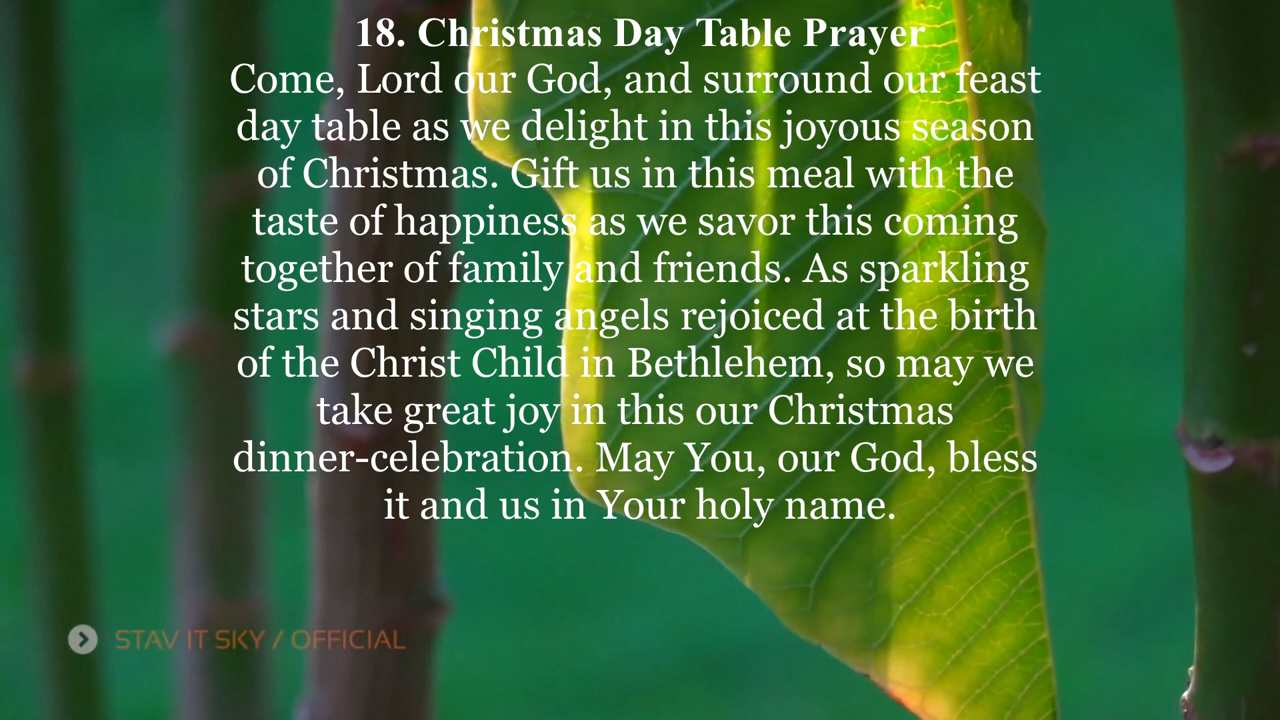 18. Christmas Day Table Prayer
Come, Lord our God, and surround our feast
day table as we delight in this joyous season
of Christmas. Gift us in this meal with the
taste of happiness as we savor this coming
together of family and friends. As sparkling
stars and singing angels rejoiced at the birth
of the Christ Child in Bethlehem, so may we
take great joy in this our Christmas
dinner-celebration. May You, our God, bless
it and us in Your holy name.
STAV IT SKY / OFFICIAL